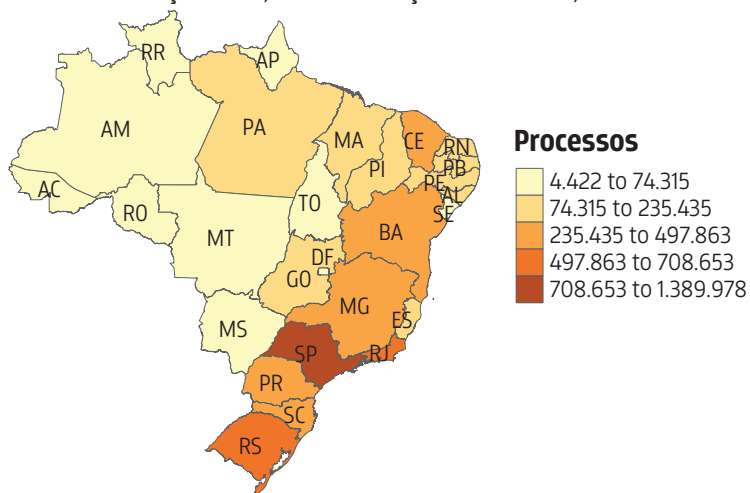 RR
AP
AM
PA
MA
CE
RN
PB
PI
PE
AL
SE
AC
RO
TO
MT
BA
DF
GO
MG
ES
MS
SP
RJ
PR
SC
RS
Processos
4.422 to 74.315
74.315 to 235.435
235.435 to 497.863
497.863 to 708.653
708.653 to 1.389.978